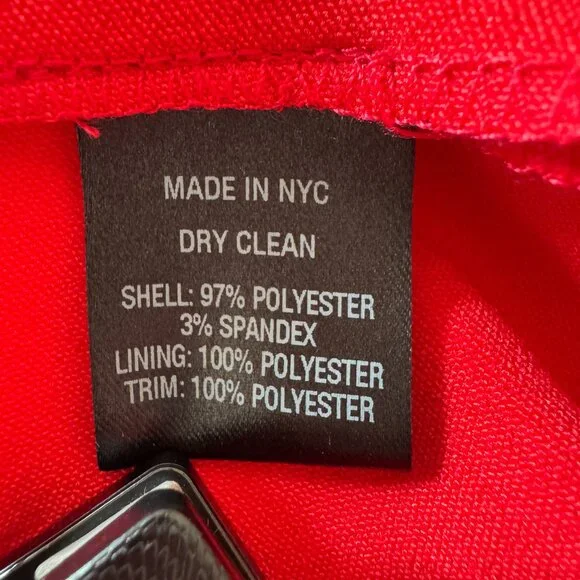 MADE IN NYC
DRY CLEAN
SHELL: 97% POLYESTER
3% SPANDEX
LINING: 100% POLYESTER
TRIM: 100% POLYESTER